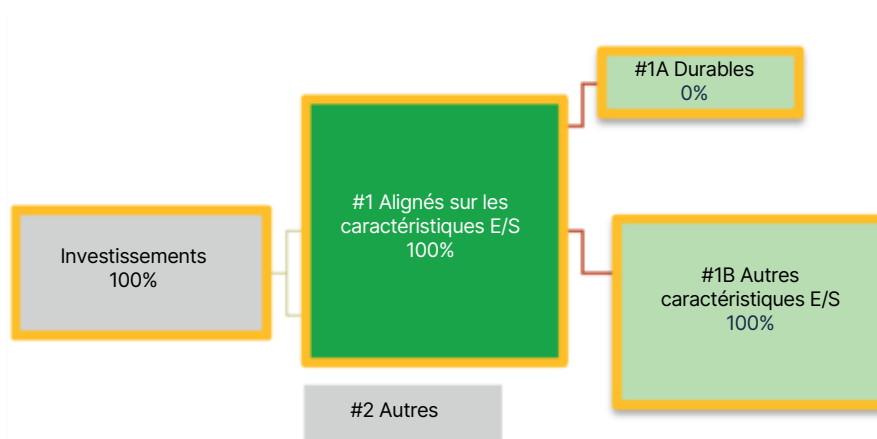 #1A Durables
0%
#1 Alignés sur les
caractéristiques E/S
100%
Investissements
100%
#1B Autres
caractéristiques E/S
100%
#2 Autres